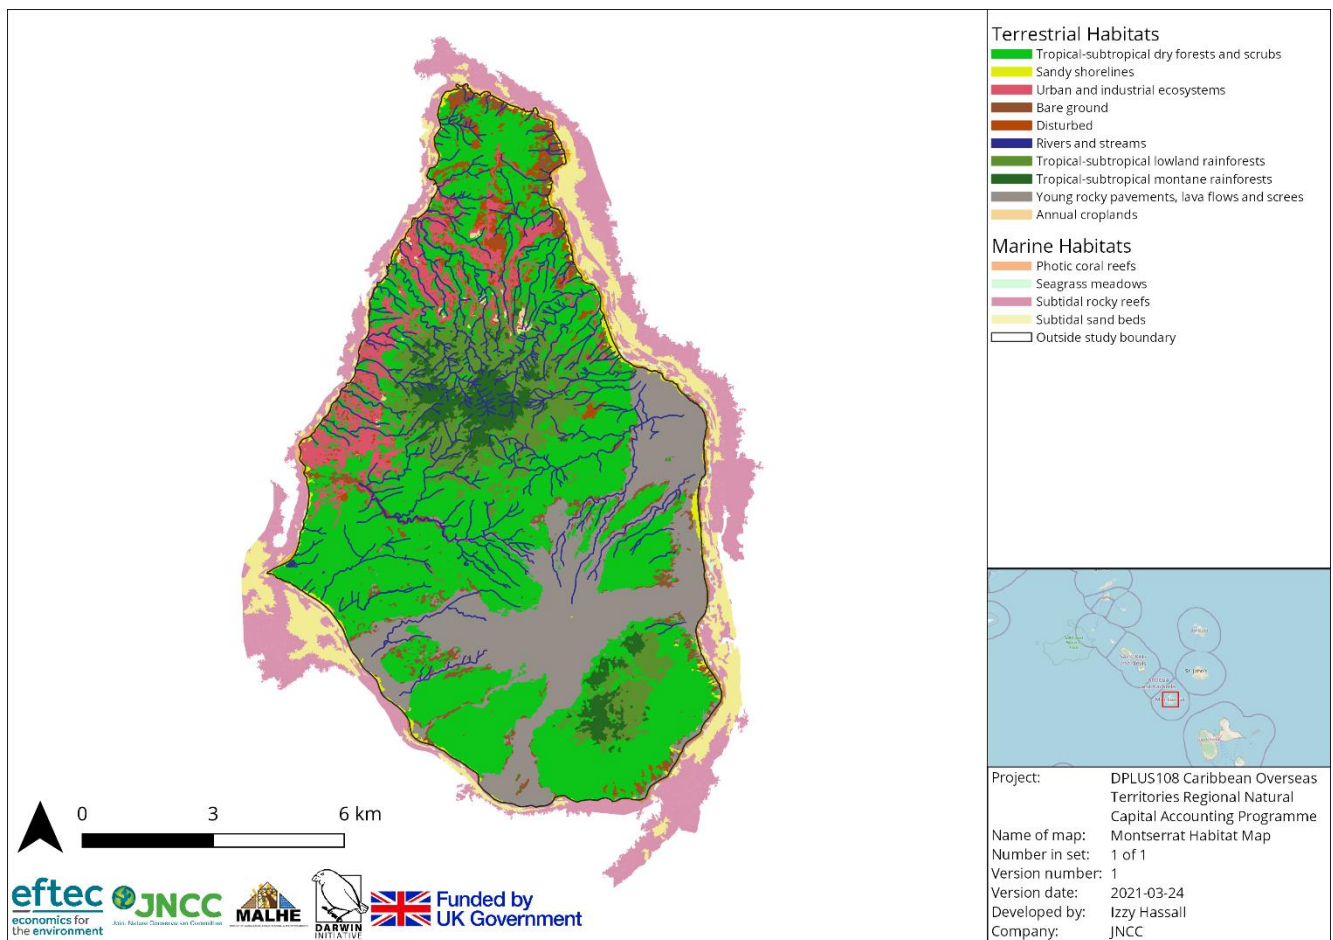 Terrestrial Habitats
Tropical-subtropical dry forests and scrubs
Sandy shorelines
Urban and industrial ecosystems
Bare ground
Disturbed
Rivers and streams
Tropical-subtropical lowland rainforests
Tropical-subtropical montane rainforests
Young rocky pavements, lava flows and screes
Annual croplands
Marine Habitats
Photic coral reefs
Seagrass meadows
Subtidal rocky reefs
Subtidal sand beds
Outside study boundary
0 3 6 km
Project: DPLUS108 Caribbean Overseas
Territories Regional Natural
Capital Accounting Programme
Name of map: Montserrat Habitat Map
Number in set: 1 of 1
Version number: 1
Version date: 2021-03-24
Developed by: Izzy Hassall
Company: JNCC
eftec
economics for
the environment
JNCC
Joint Nature Conservation Committee
MALHE
DARWIN
INITIATIVE
Funded by
UK Government